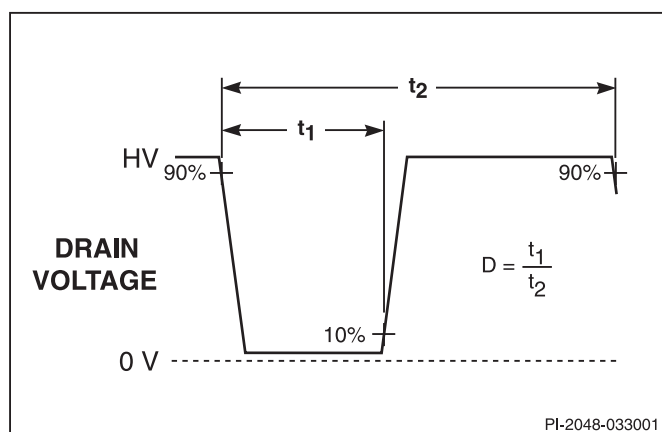 t2
t1
HV
90%
90%
DRAIN
VOLTAGE
D = t1
t2
10%
0 V
PI-2048-033001